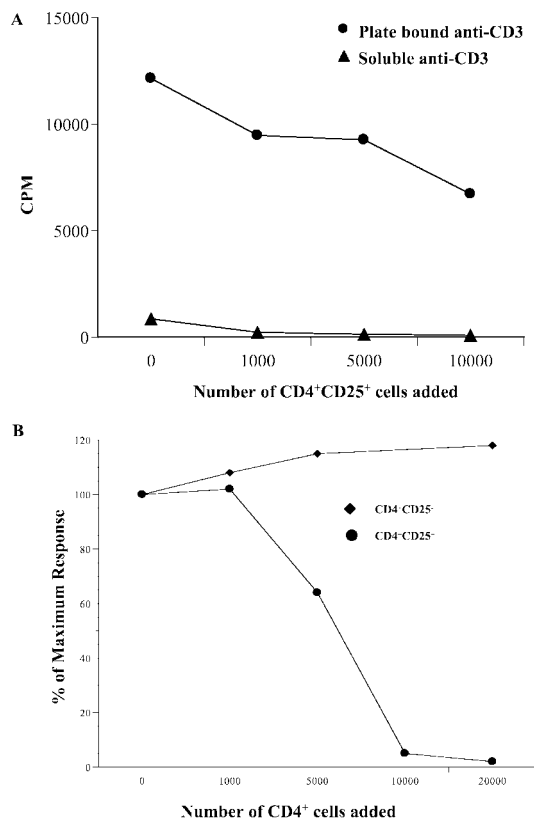 A
Plate bound anti-CD3
Soluble anti-CD3
15000
10000
5000
0
CPM
0 1000 5000 10000
Number of CD4⁺CD25⁺ cells added
B
120
100
80
60
40
20
0
% of Maximum Response
CD4⁻CD25⁻
CD4⁻CD25⁻
0 1000 5000 10000 20000
Number of CD4⁺ cells added